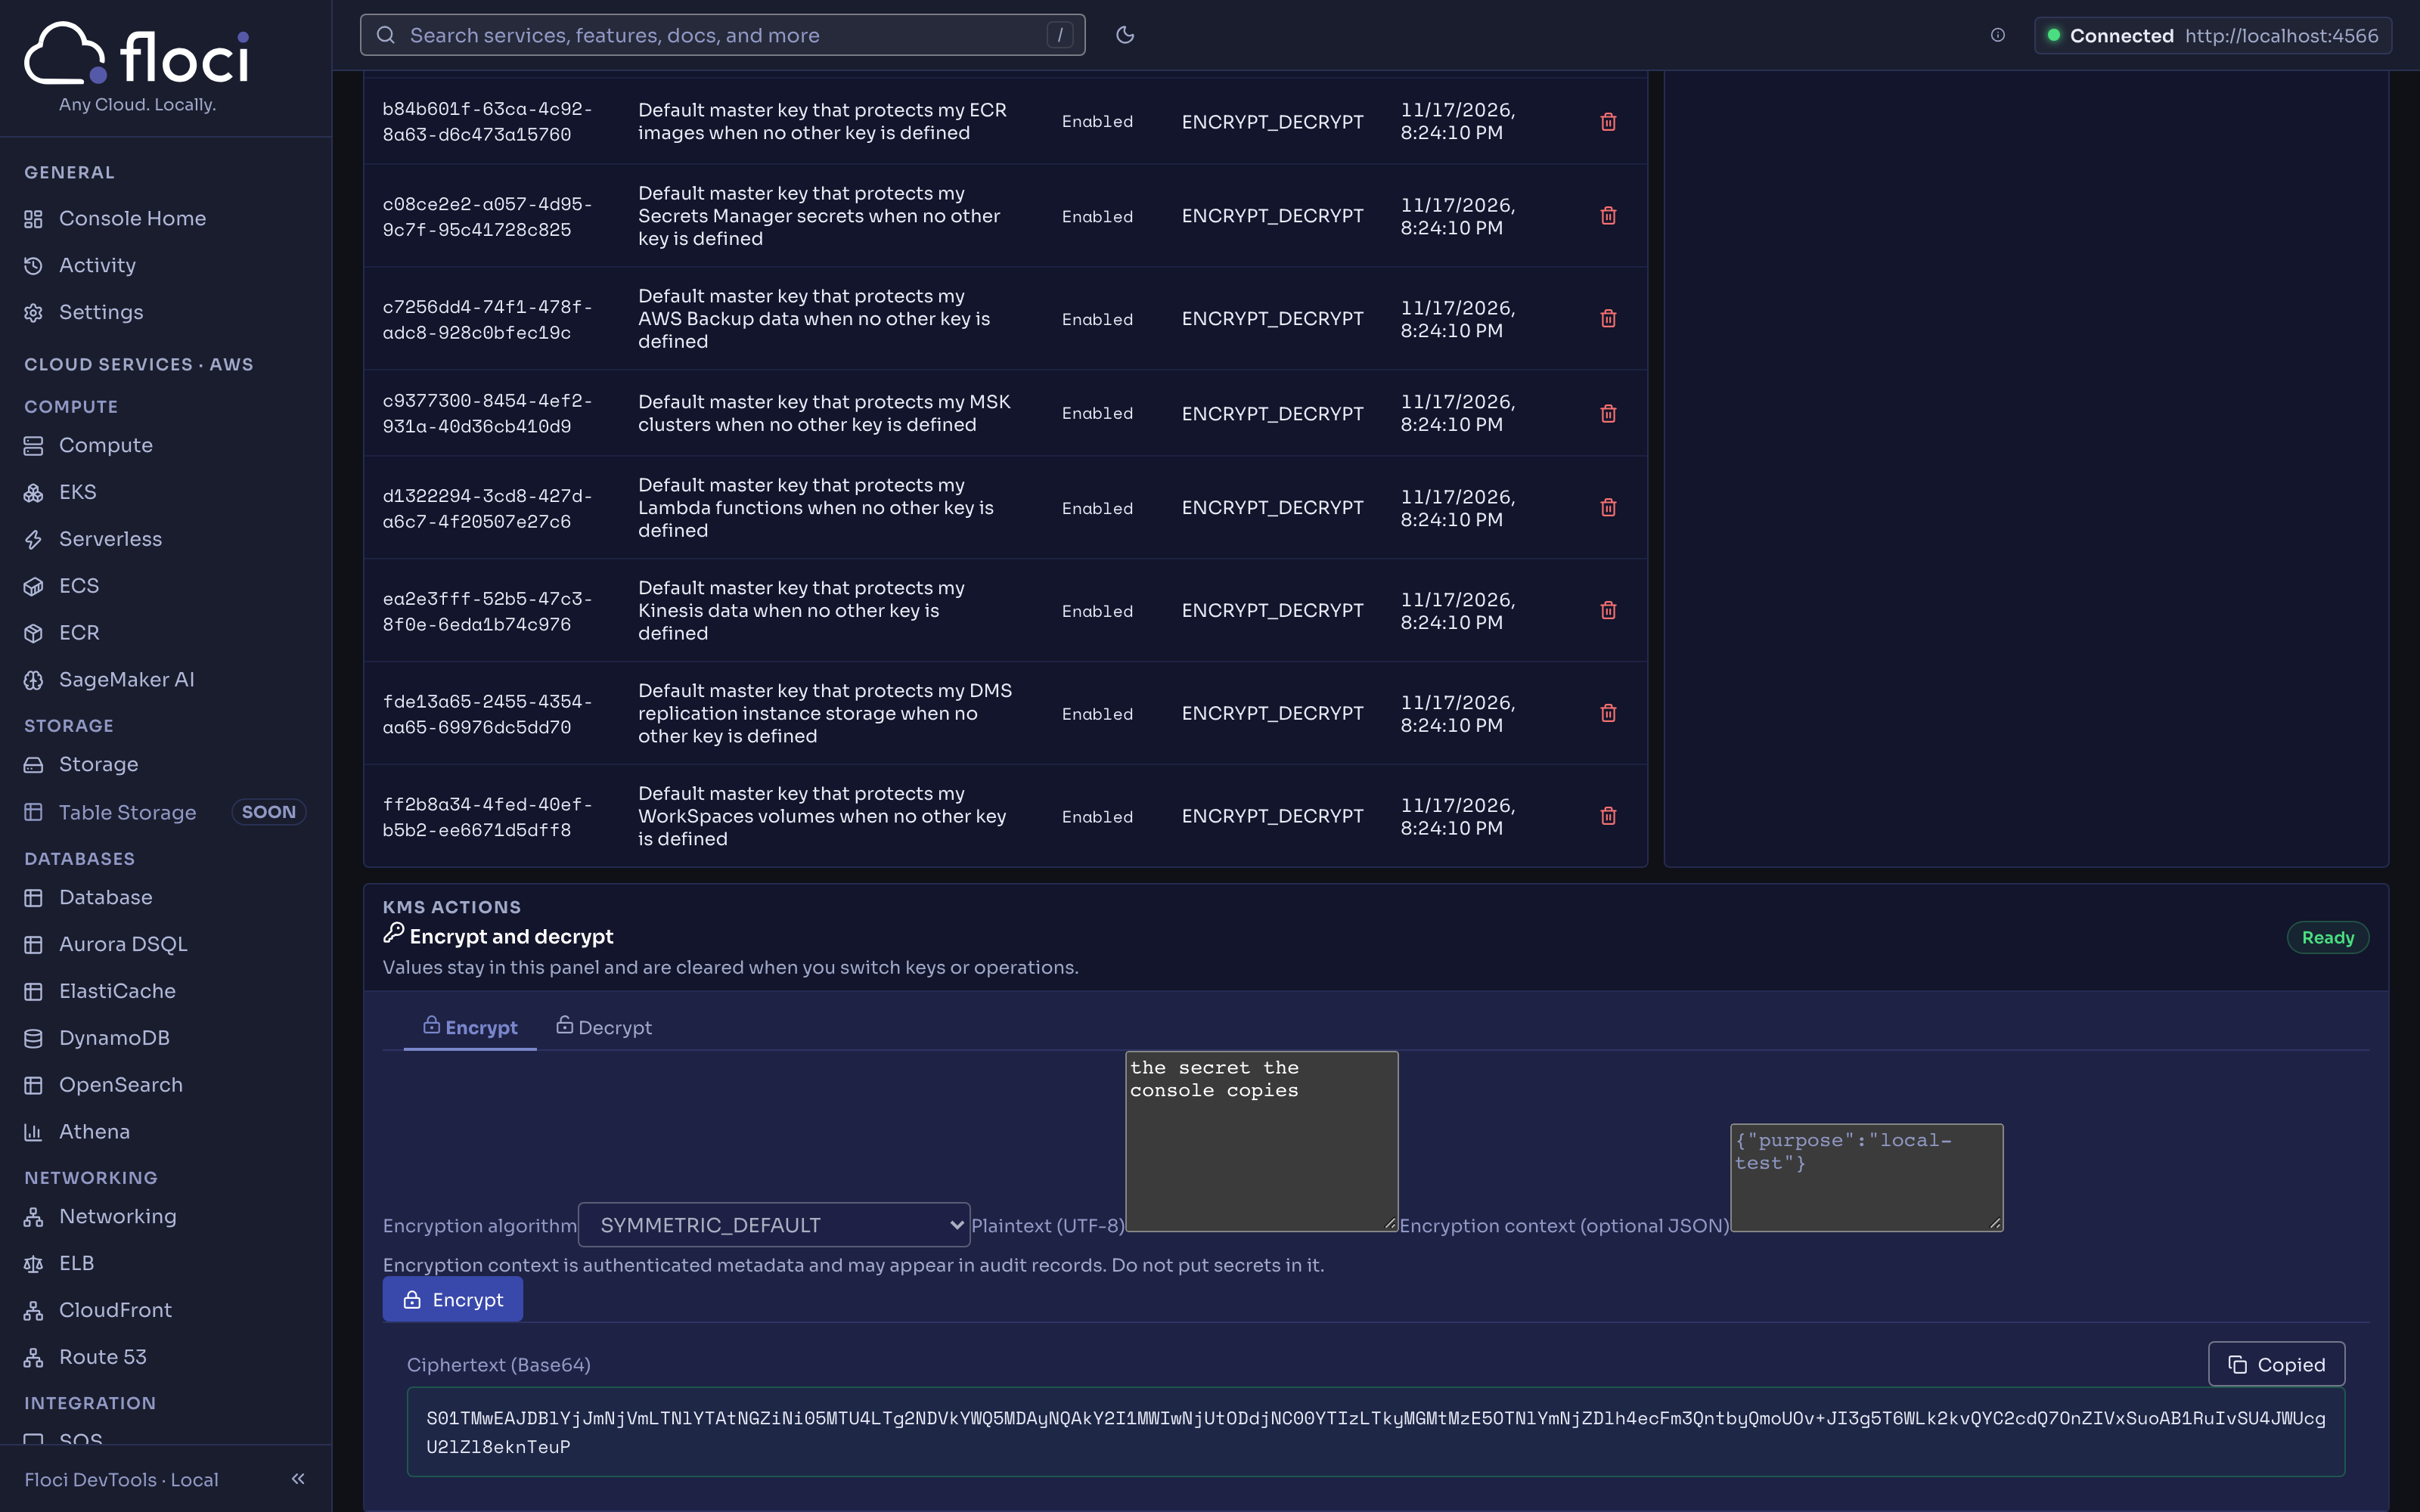 floci
Any Cloud. Locally.
Search services, features, docs, and more /
Connected http://localhost:4566
GENERAL
Console Home
Activity
Settings
CLOUD SERVICES · AWS
COMPUTE
Compute
EKS
Serverless
ECS
ECR
SageMaker AI
STORAGE
Storage
Table Storage SOON
DATABASES
Database
Aurora DSQL
ElastiCache
DynamoDB
OpenSearch
Athena
NETWORKING
Networking
ELB
CloudFront
Route 53
INTEGRATION
SQS
Floci DevTools · Local
b84b601f-63ca-4c92-
8a63-d6c473a15760
Default master key that protects my ECR
images when no other key is defined
Enabled
ENCRYPT_DECRYPT
11/17/2026,
8:24:10 PM
c08ce2e2-a057-4d95-
9c7f-95c41728c825
Default master key that protects my
Secrets Manager secrets when no other
key is defined
Enabled
ENCRYPT_DECRYPT
11/17/2026,
8:24:10 PM
c7256dd4-74f1-478f-
adc8-928c0bfec19c
Default master key that protects my
AWS Backup data when no other key is
defined
Enabled
ENCRYPT_DECRYPT
11/17/2026,
8:24:10 PM
c9377300-8454-4ef2-
931a-40d36cb410d9
Default master key that protects my MSK
clusters when no other key is defined
Enabled
ENCRYPT_DECRYPT
11/17/2026,
8:24:10 PM
d1322294-3cd8-427d-
a6c7-4f20507e27c6
Default master key that protects my
Lambda functions when no other key is
defined
Enabled
ENCRYPT_DECRYPT
11/17/2026,
8:24:10 PM
ea2e3fff-52b5-47c3-
8f0e-6eda1b74c976
Default master key that protects my
Kinesis data when no other key is
defined
Enabled
ENCRYPT_DECRYPT
11/17/2026,
8:24:10 PM
fde13a65-2455-4354-
aa65-69976dc5dd70
Default master key that protects my DMS
replication instance storage when no
other key is defined
Enabled
ENCRYPT_DECRYPT
11/17/2026,
8:24:10 PM
ff2b8a34-4fed-40ef-
b5b2-ee6671d5dff8
Default master key that protects my
WorkSpaces volumes when no other key
is defined
Enabled
ENCRYPT_DECRYPT
11/17/2026,
8:24:10 PM
KMS ACTIONS
Encrypt and decrypt
Values stay in this panel and are cleared when you switch keys or operations.
Ready
Encrypt
Decrypt
Encryption algorithm
SYMMETRIC_DEFAULT
Plaintext (UTF-8)
the secret the
console copies
Encryption context (optional JSON)
{"purpose":"local-
test"}
Encryption context is authenticated metadata and may appear in audit records. Do not put secrets in it.
Encrypt
Ciphertext (Base64)
Copied
S01TMwEAJDBlYjJmNjVmLTNlYTAtNGZiNi05MTU4LTg2NDVkYWQ5MDAyNQAkY2I1MWIwNjUtODdjNC00YTIzLTkyMGMtMzE5OTNlYmNjZDlh4ecFm3QntbyQmoUOv+JI3g5T6WLk2kvQYC2cdQ7OnZIVxSuoAB1RuIvSU4JWUcg
U2lZl8eknTeuP